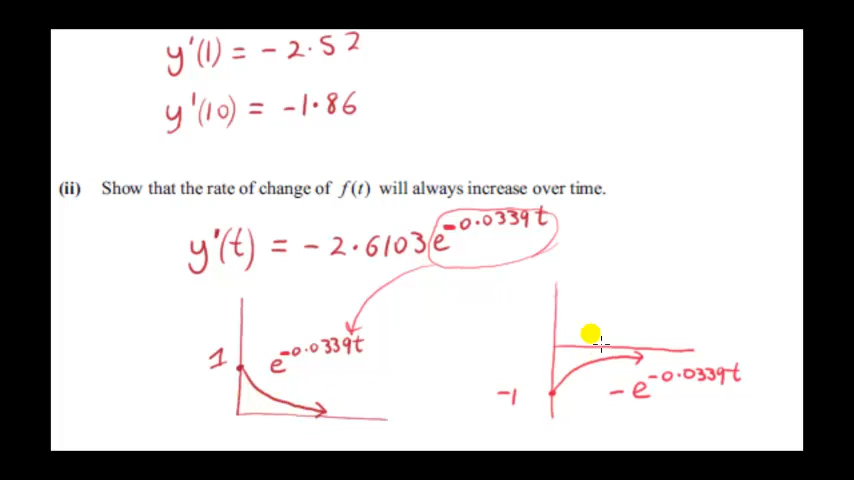 y'(1) = -2.52
y'(10) = -1.86
(ii) Show that the rate of change of f(t) will always increase over time.
y'(t) = -2.6103e^{-0.0339t}
1 e^{-0.0339t}
-1 -e^{-0.0339t}